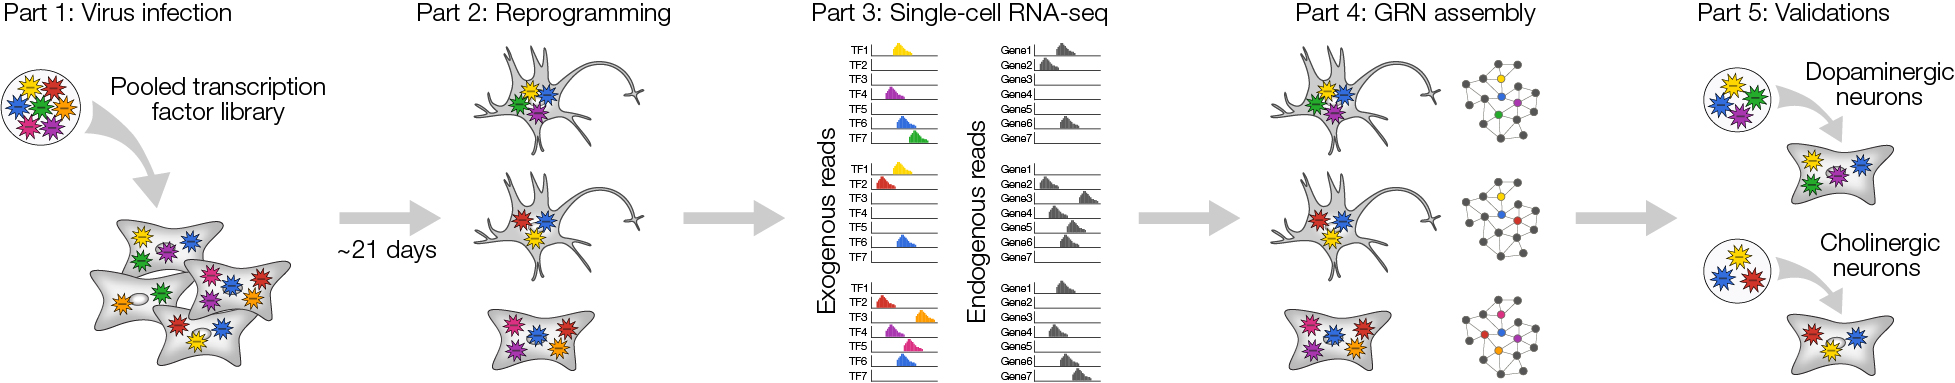 Part 1: Virus infection
Part 2: Reprogramming
Part 3: Single-cell RNA-seq
Part 4: GRN assembly
Part 5: Validations
Pooled transcription
factor library
~21 days
Exogenous reads
TF1
TF2
TF3
TF4
TF5
TF6
TF7
TF1
TF2
TF3
TF4
TF5
TF6
TF7
TF1
TF2
TF3
TF4
TF5
TF6
TF7
Endogenous reads
Gene1
Gene2
Gene3
Gene4
Gene5
Gene6
Gene7
Gene1
Gene2
Gene3
Gene4
Gene5
Gene6
Gene7
Gene1
Gene2
Gene3
Gene4
Gene5
Gene6
Gene7
Dopaminergic
neurons
Cholinergic
neurons